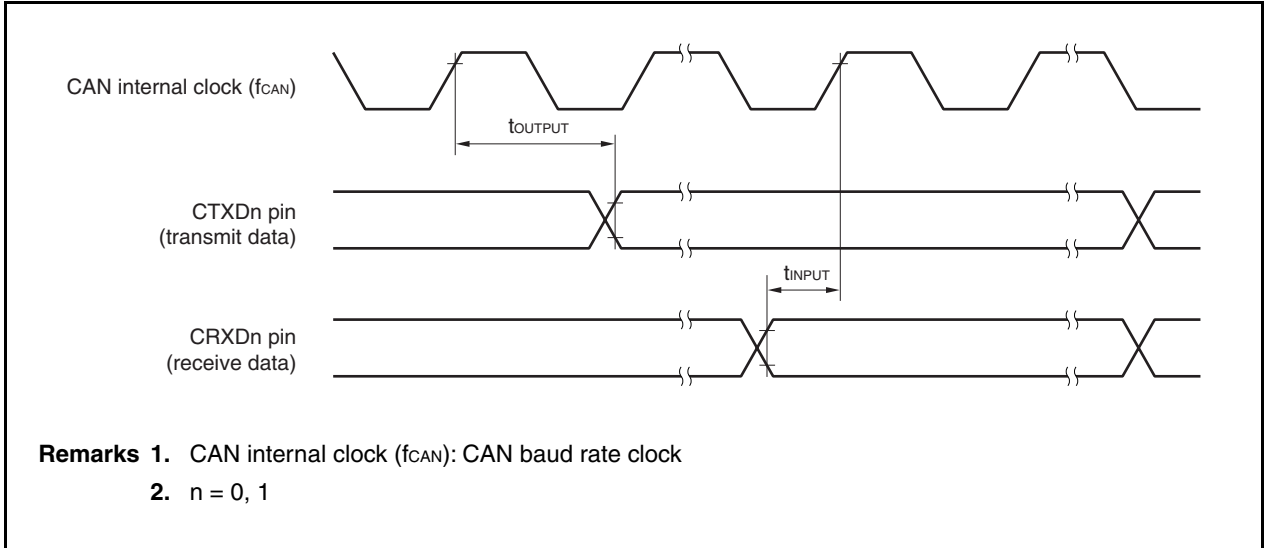 CAN internal clock (fCAN)
tOUTPUT
CTXDn pin
(transmit data)
tINPUT
CRXDn pin
(receive data)
Remarks 1. CAN internal clock (fCAN): CAN baud rate clock
2. n = 0, 1